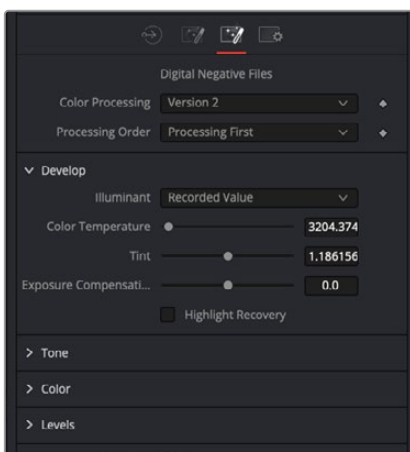 Digital Negative Files
Color Processing Version 2
Processing Order Processing First
Develop
Illuminant Recorded Value
Color Temperature 3204.374
Tint 1.186156
Exposure Compensati... 0.0
Highlight Recovery
Tone
Color
Levels